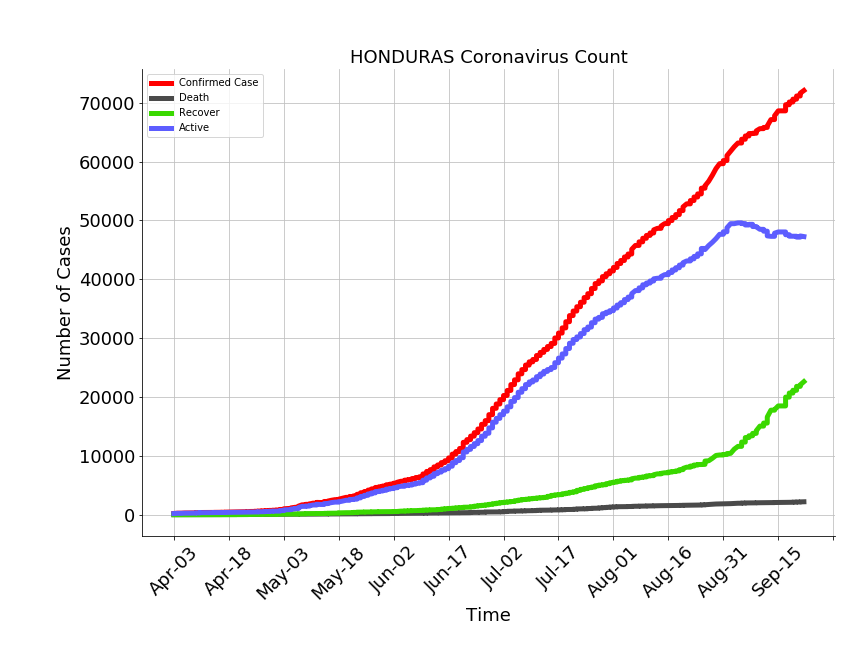 HONDURAS Coronavirus Count
Confirmed Case
Death
Recover
Active
Number of Cases
70000
60000
50000
40000
30000
20000
10000
0
Apr-03
Apr-18
May-03
May-18
Jun-02
Jun-17
Jul-02
Jul-17
Aug-01
Aug-16
Aug-31
Sep-15
Time